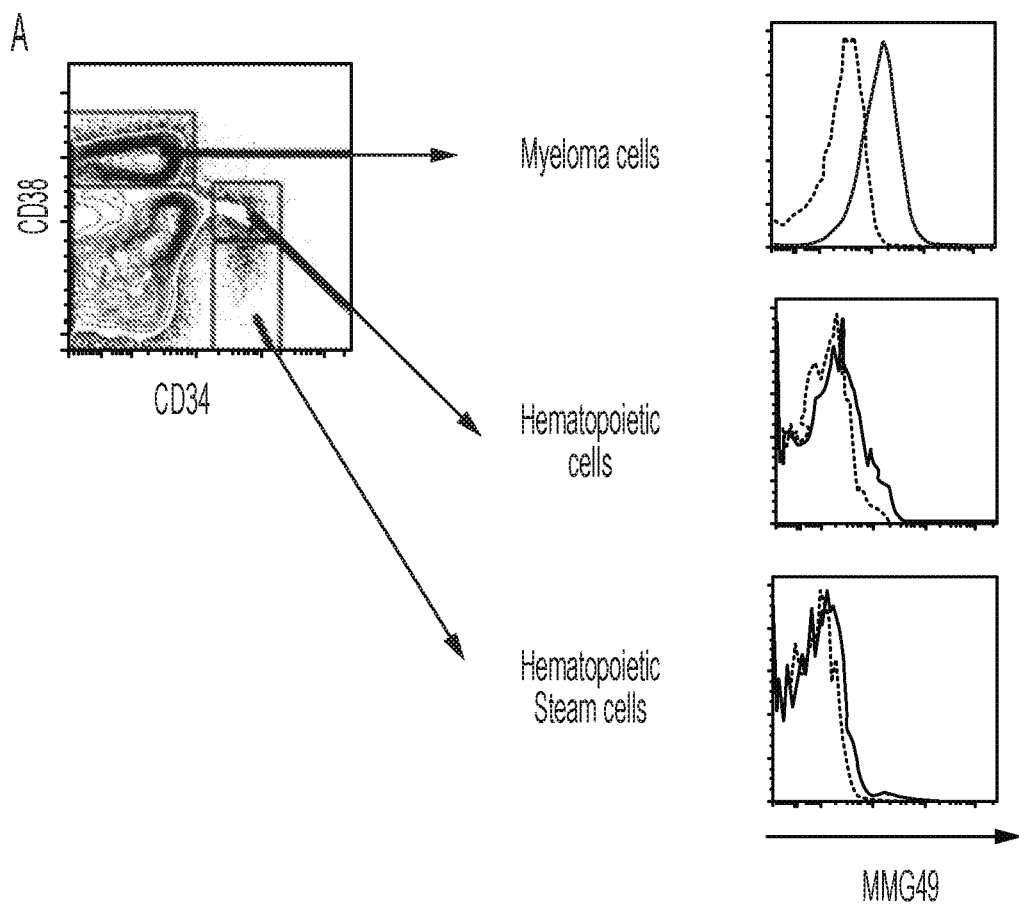 A
CD38
CD34
Myeloma cells
Hematopoietic
cells
Hematopoietic
Steam cells
MMG49